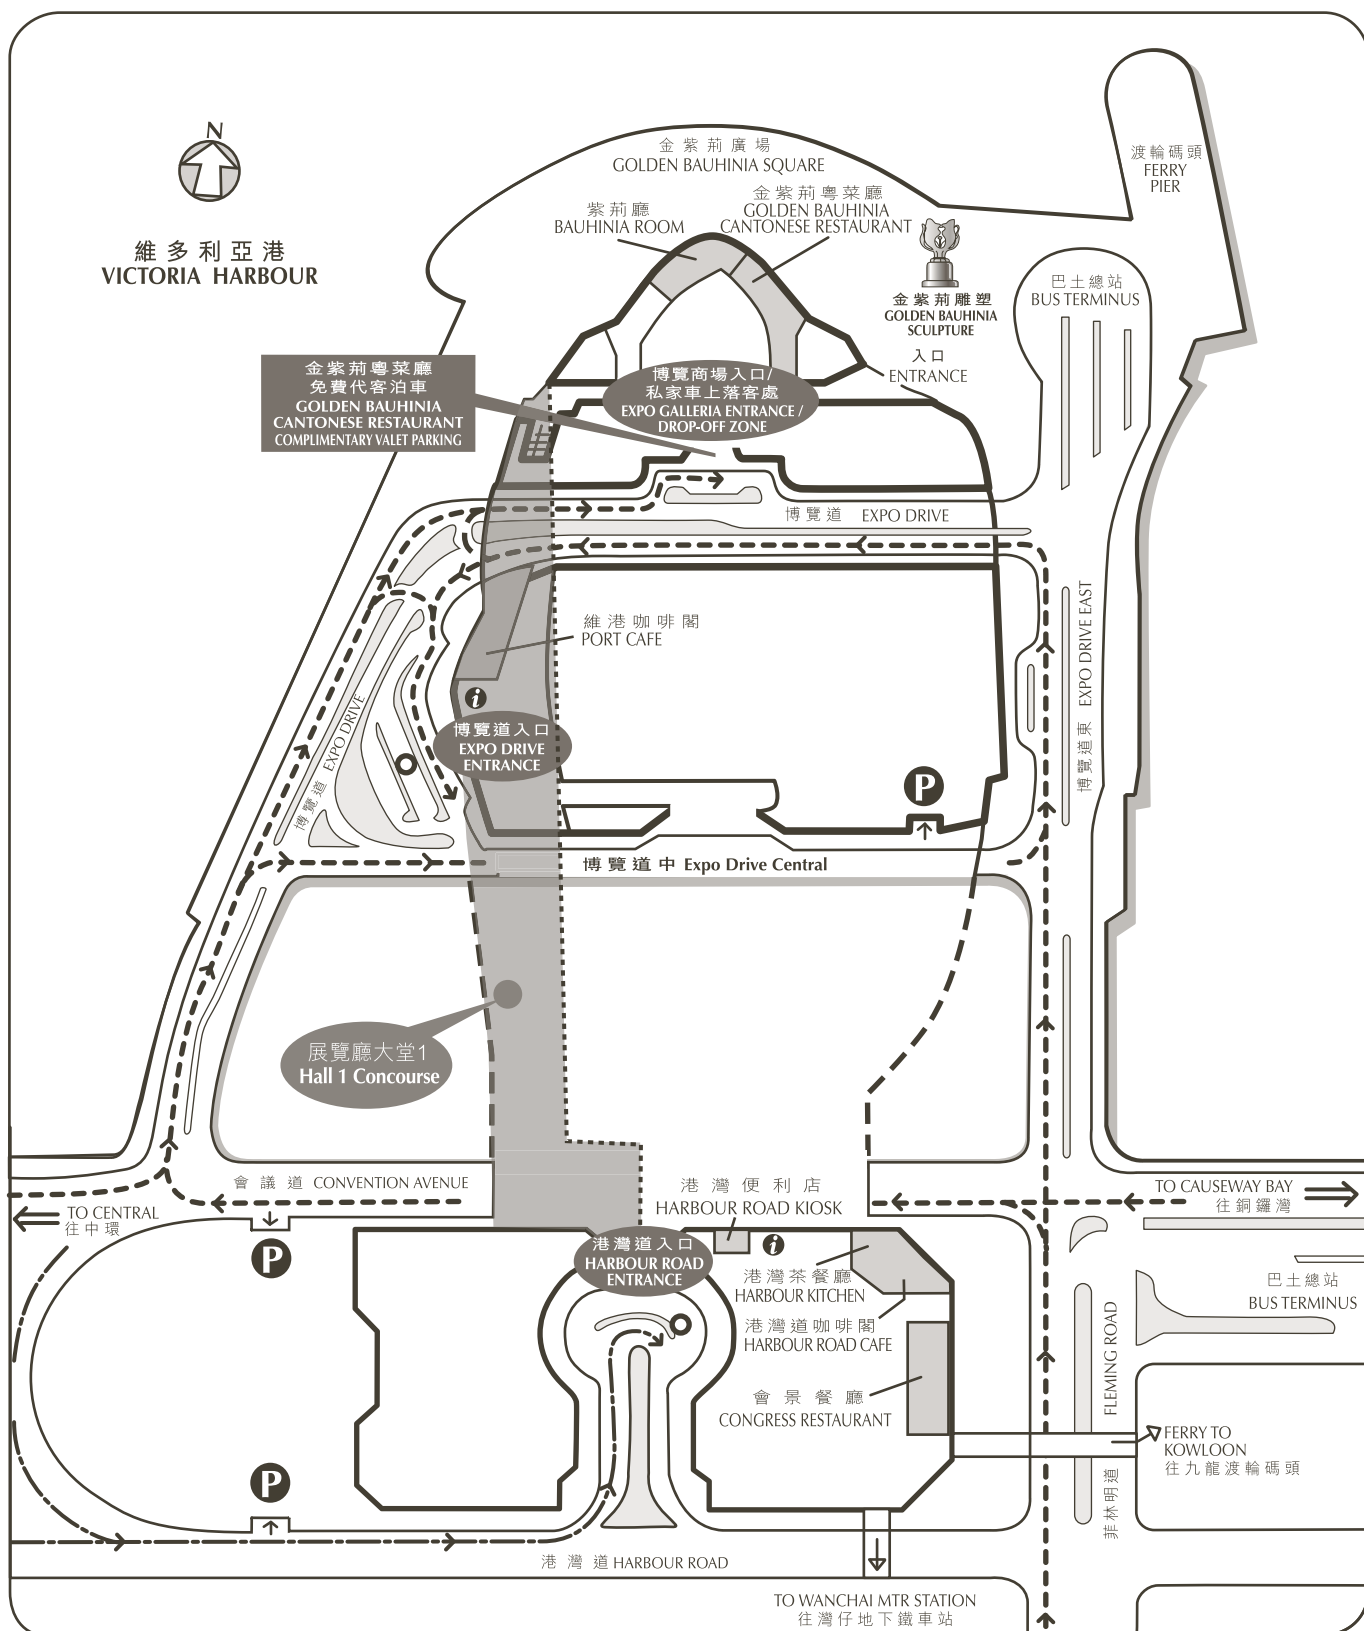 N
維多利亞港
VICTORIA HARBOUR
金紫荊廣場
GOLDEN BAUHINIA SQUARE
紫荊廳
BAUHINIA ROOM
金紫荊粵菜廳
GOLDEN BAUHINIA
CANTONESE RESTAURANT
金紫荊雕塑
GOLDEN BAUHINIA
SCULPTURE
渡輪碼頭
FERRY
PIER
巴士總站
BUS TERMINUS
入口
ENTRANCE
金紫荊粵菜廳
免費代客泊車
GOLDEN BAUHINIA
CANTONESE RESTAURANT
COMPLIMENTARY VALET PARKING
博覽商場入口/
私家車上落客處
EXPO GALLERIA ENTRANCE /
DROP-OFF ZONE
博覽道 EXPO DRIVE
維港咖啡閣
PORT CAFE
i
博覽道入口
EXPO DRIVE
ENTRANCE
博覽道 EXPO DRIVE
博覽道東 EXPO DRIVE EAST
P
博覽道中 Expo Drive Central
展覽廳大堂1
Hall 1 Concourse
會議道 CONVENTION AVENUE
TO CENTRAL
往中環
TO CAUSEWAY BAY
往銅鑼灣
港灣便利店
HARBOUR ROAD KIOSK
i
P
港灣道入口
HARBOUR ROAD
ENTRANCE
港灣茶餐廳
HARBOUR KITCHEN
港灣道咖啡閣
HARBOUR ROAD CAFE
會景餐廳
CONGRESS RESTAURANT
巴士總站
BUS TERMINUS
FLEMING ROAD
菲林明道
FERRY TO
KOWLOON
往九龍渡輪碼頭
P
港灣道 HARBOUR ROAD
TO WANCHAI MTR STATION
往灣仔地下鐵車站